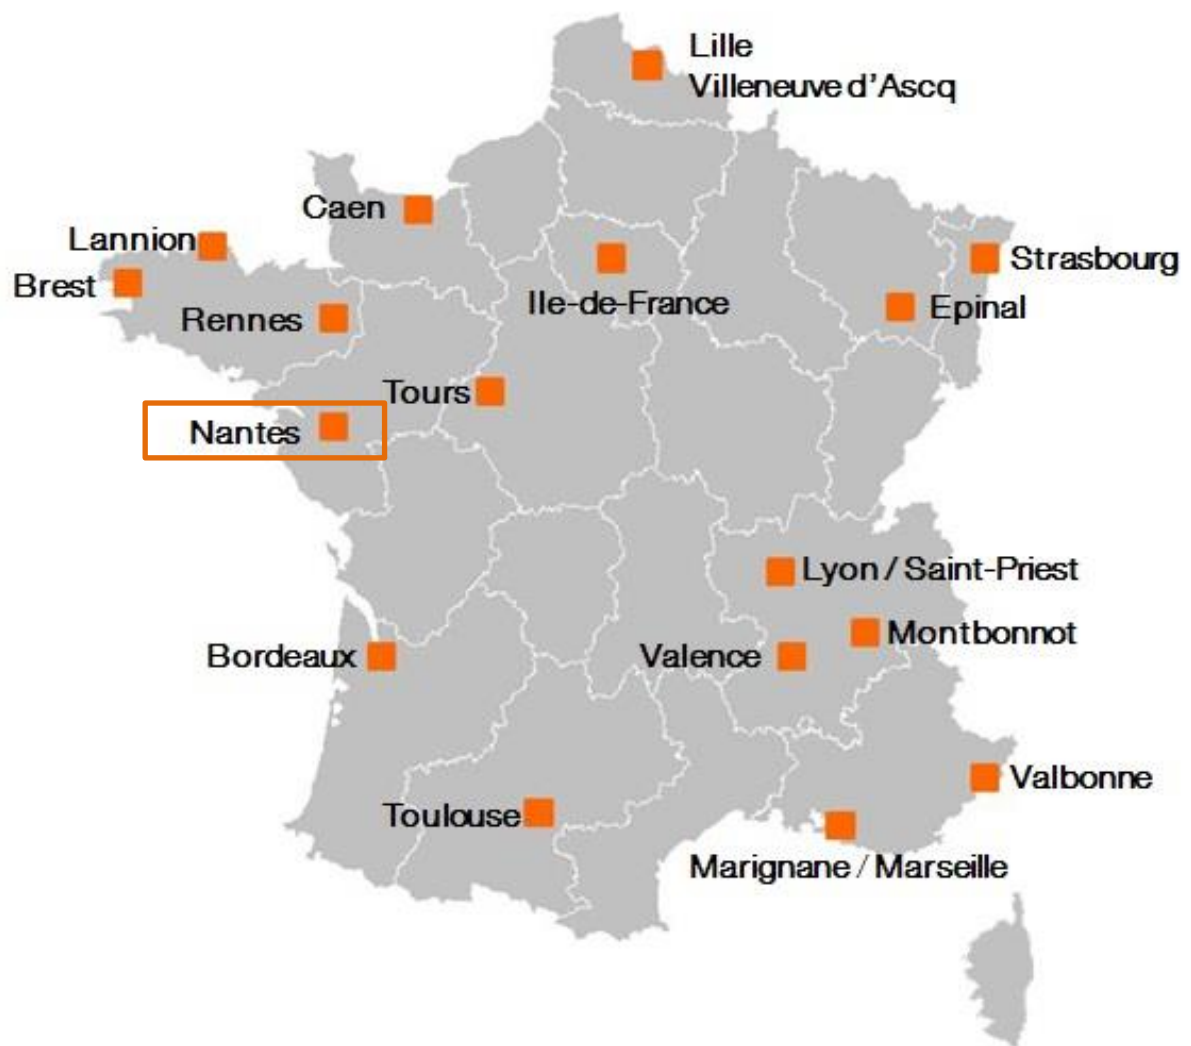 Lille
Villeneuve d'Ascq
Caen
Lannion
Strasbourg
Brest
Ile-de-France
Epinal
Rennes
Tours
Nantes
Lyon / Saint-Priest
Montbonnot
Bordeaux
Valence
Valbonne
Toulouse
Marignane / Marseille